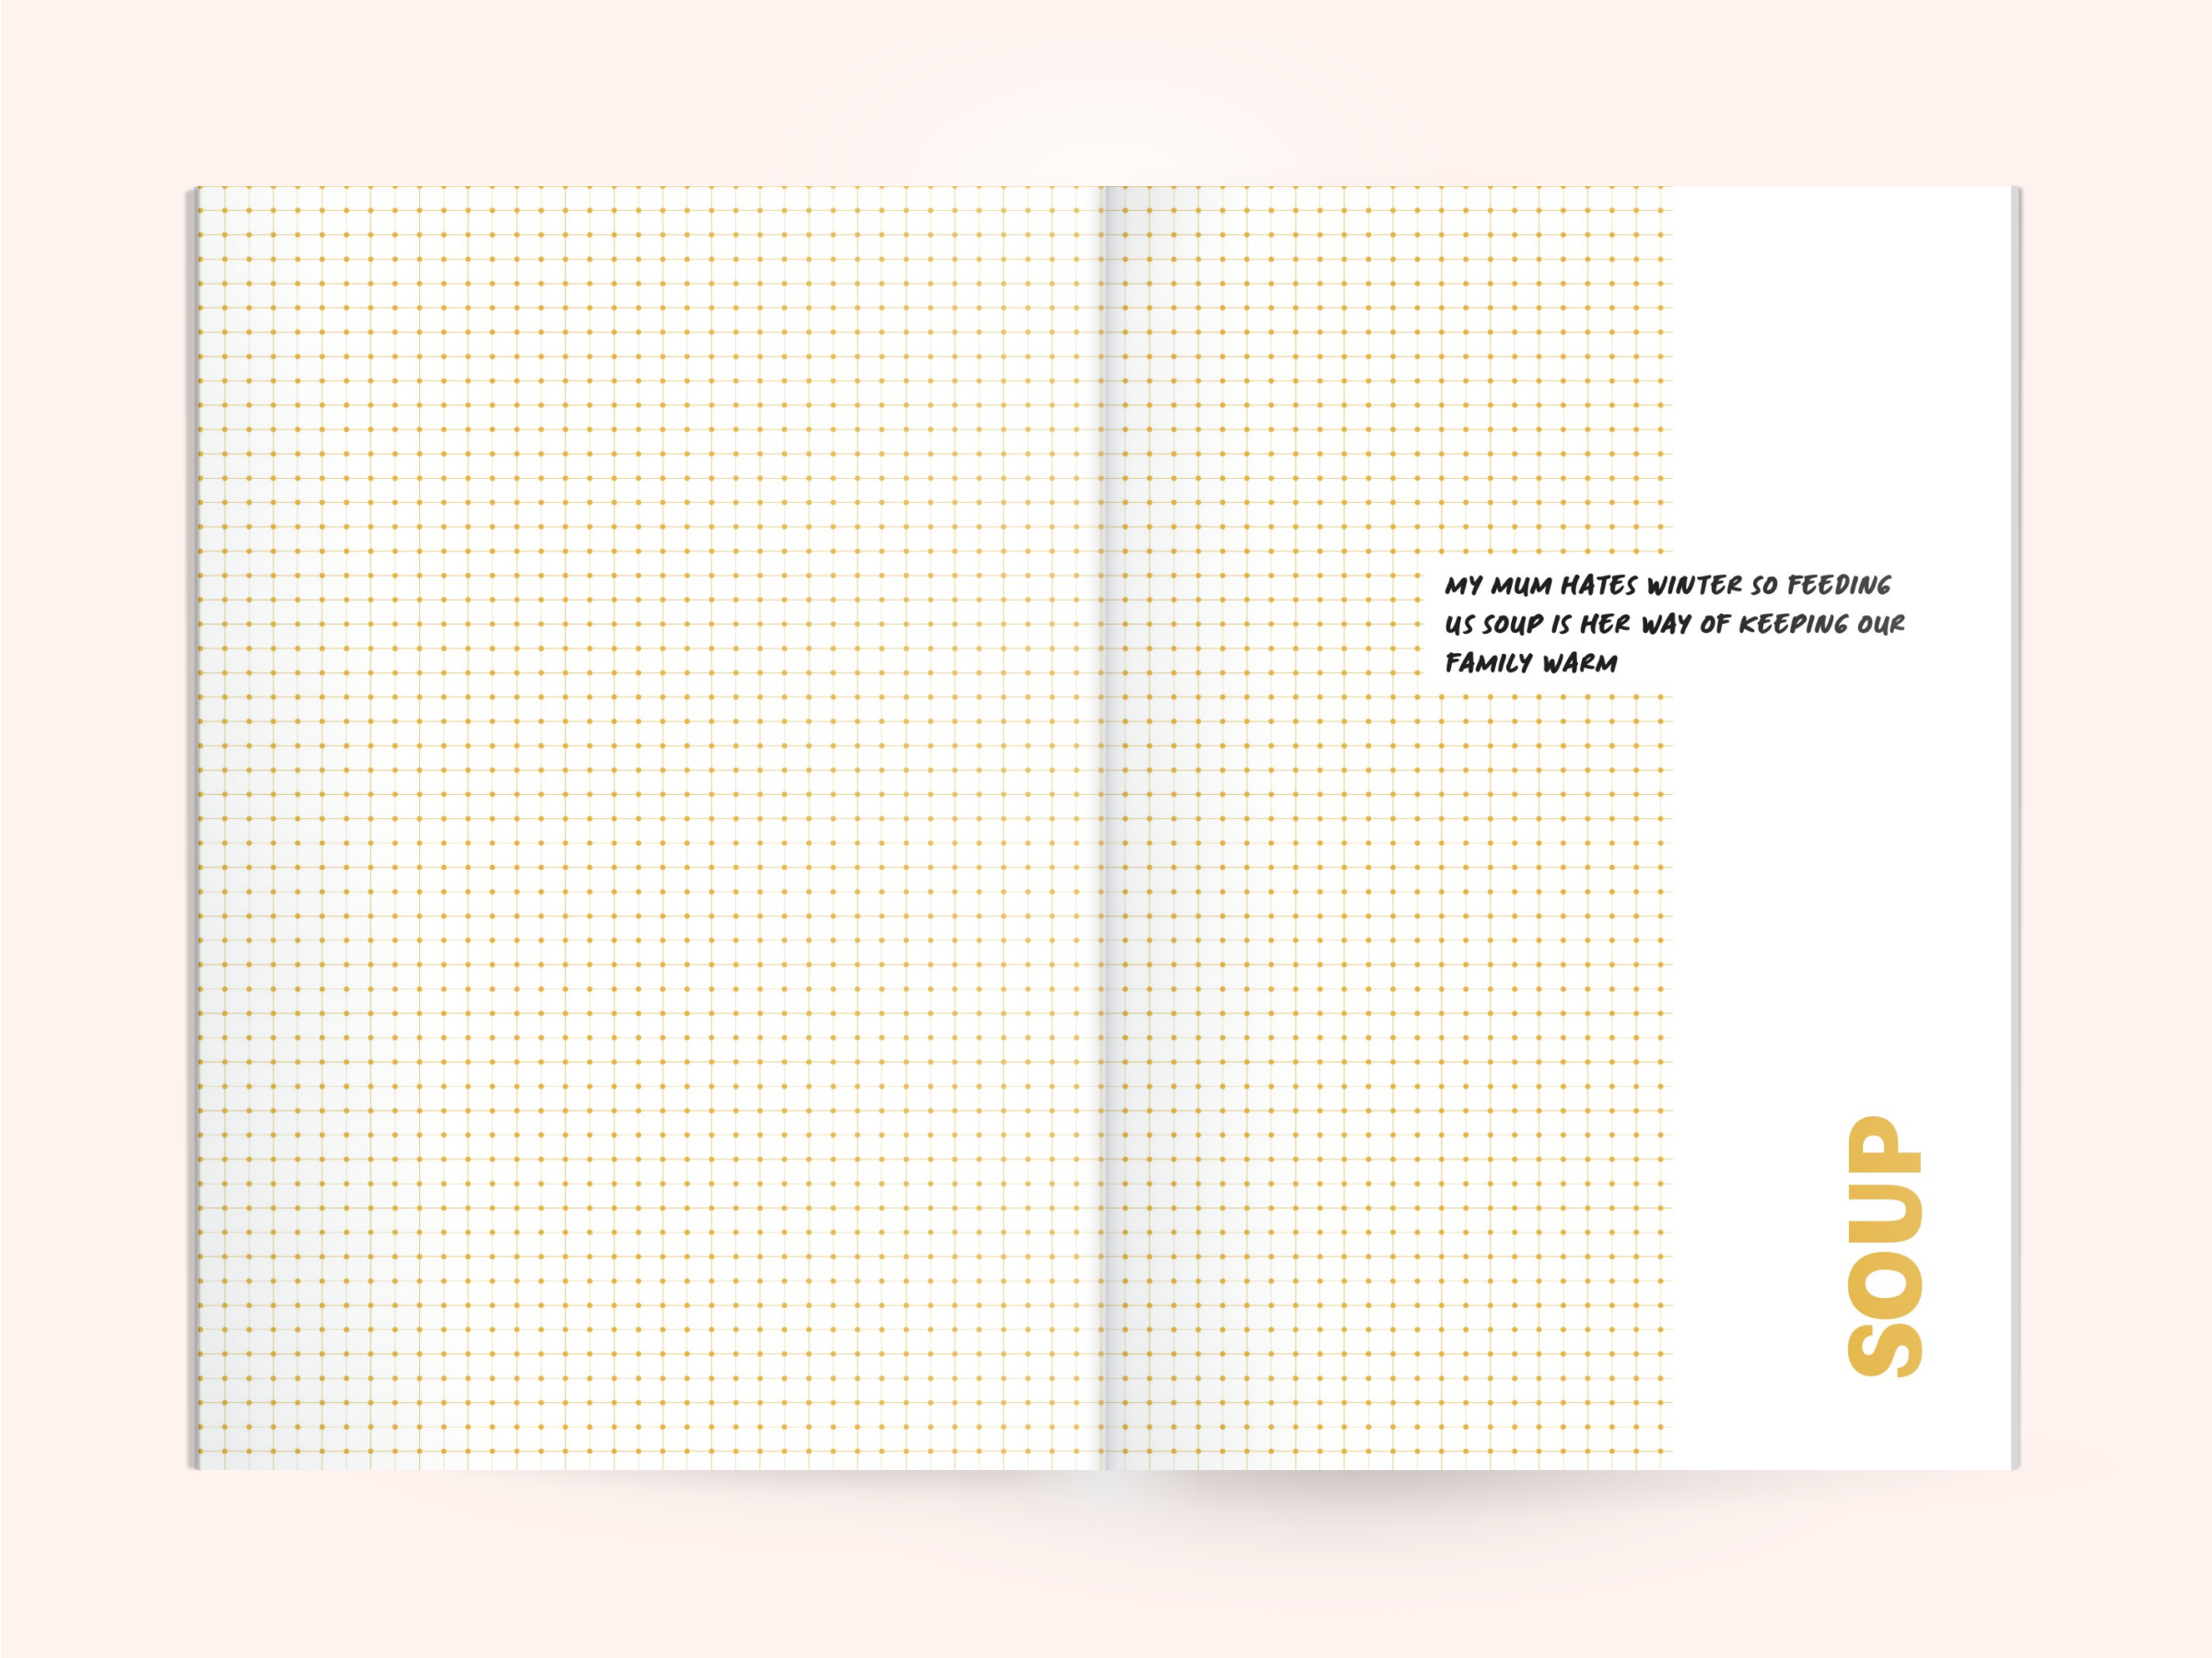 MY MUM HATES WINTER SO FEEDING
US SOUP IS HER WAY OF KEEPING OUR
FAMILY WARM
SOUP